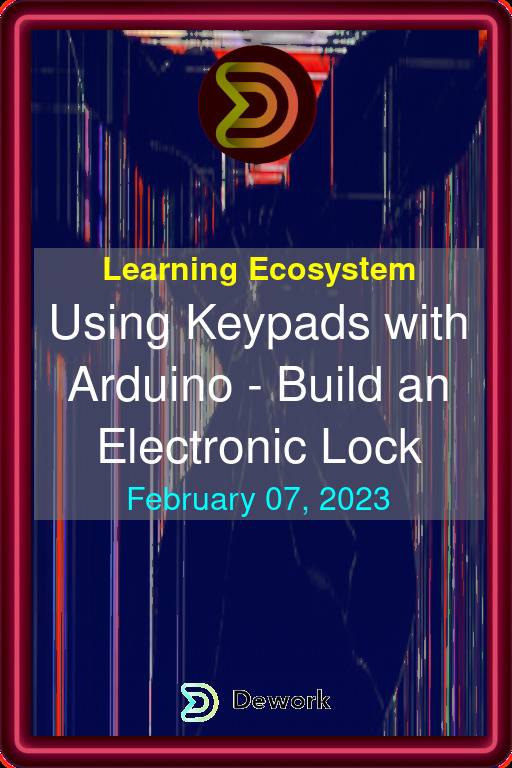 Learning Ecosystem
Using Keypads with
Arduino - Build an
Electronic Lock
February 07, 2023
Dework